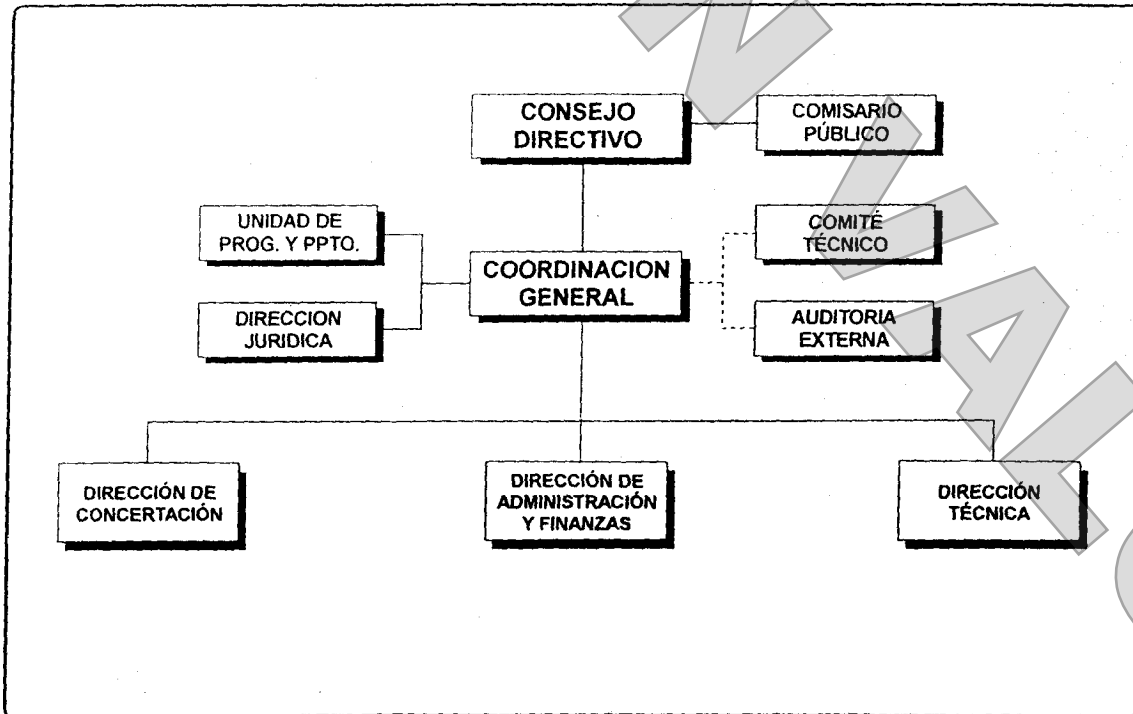 CONSEJO
DIRECTIVO
COMISARIO
PÚBLICO
UNIDAD DE
PROG. Y PPTO.
COMITÉ
TÉCNICO
COORDINACION
GENERAL
DIRECCION
JURIDICA
AUDITORIA
EXTERNA
DIRECCIÓN DE
CONCERTACIÓN
DIRECCIÓN DE
ADMINISTRACIÓN
Y FINANZAS
DIRECCIÓN
TÉCNICA